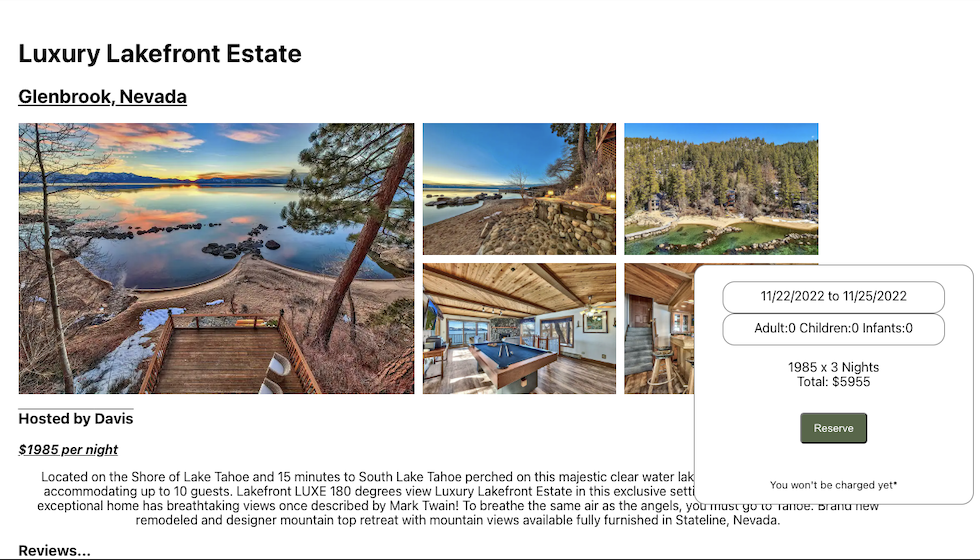 Luxury Lakefront Estate
Glenbrook, Nevada
11/22/2022 to 11/25/2022
Adult:0 Children:0 Infants:0
1985 x 3 Nights
Total: $5955
Reserve
You won't be charged yet*
Hosted by Davis
$1985 per night
Located on the Shore of Lake Tahoe and 15 minutes to South Lake Tahoe perched on this majestic clear water
accommodating up to 10 guests. Lakefront LUXE 180 degrees view Luxury Lakefront Estate in this exclusive
exceptional home has breathtaking views once described by Mark Twain! To breathe the same air as the angels, you must go to Tahoe. Brand new
remodeled and designer mountain top retreat with mountain views available fully furnished in Stateline, Nevada.
Reviews...